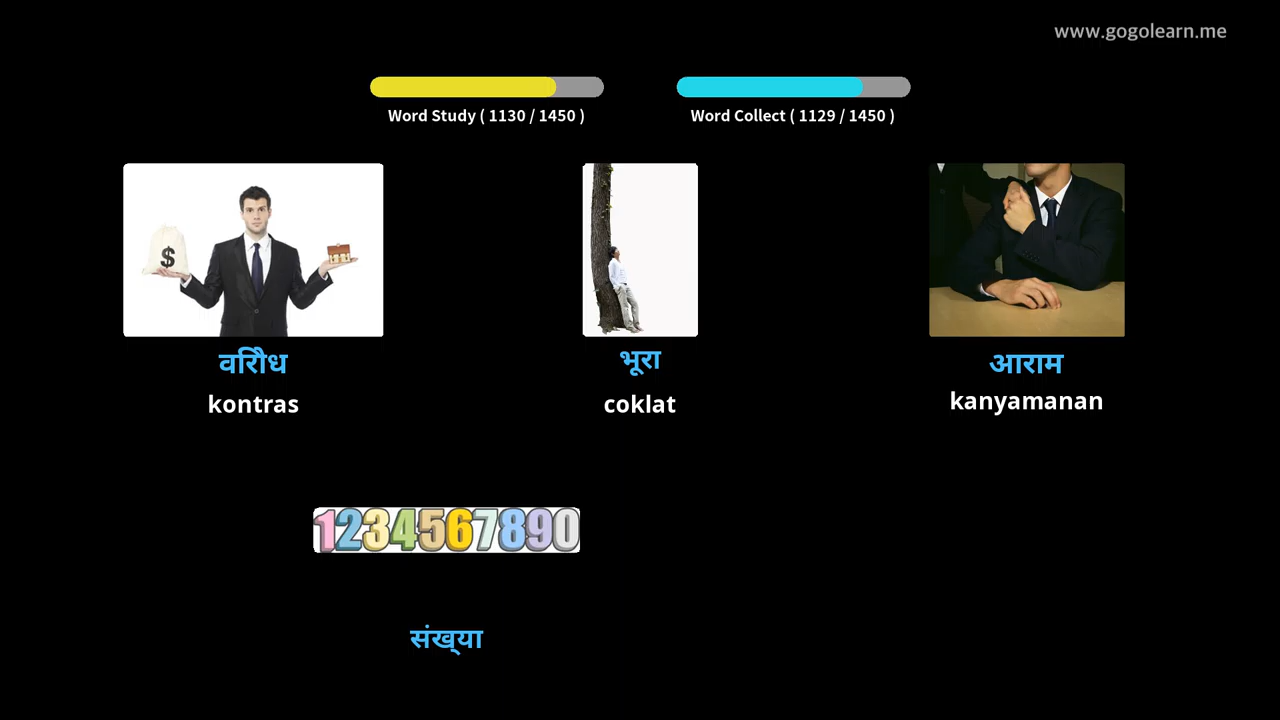 www.gogolearn.me
Word Study ( 1130 / 1450 )
Word Collect ( 1129 / 1450 )
$
वरिोध
kontras
भूरा
coklat
आराम
kanyamanan
1234567890
संख्या